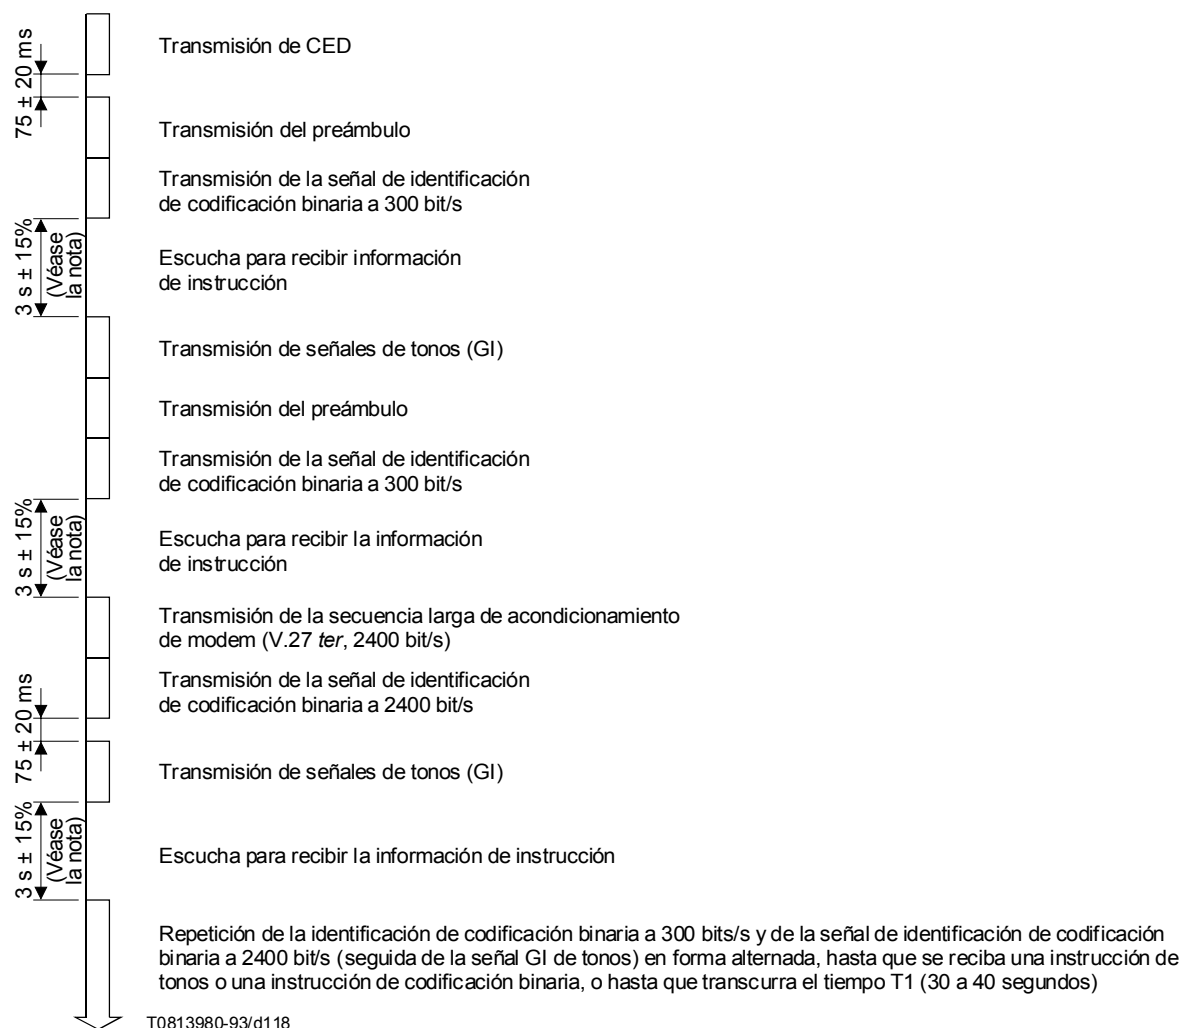 Transmisión de CED
75 ± 20 ms
Transmisión del preámbulo
Transmisión de la señal de identificación
de codificación binaria a 300 bit/s
3 s ± 15%
(Véase
la nota)
Escucha para recibir información
de instrucción
Transmisión de señales de tonos (GI)
Transmisión del preámbulo
Transmisión de la señal de identificación
de codificación binaria a 300 bit/s
3 s ± 15%
(Véase
la nota)
Escucha para recibir la información
de instrucción
Transmisión de la secuencia larga de acondicionamiento
de modem (V.27 ter, 2400 bit/s)
Transmisión de la señal de identificación
de codificación binaria a 2400 bit/s
75 ± 20 ms
Transmisión de señales de tonos (GI)
3 s ± 15%
(Véase
la nota)
Escucha para recibir la información de instrucción
Repetición de la identificación de codificación binaria a 300 bits/s y de la señal de identificación de codificación
binaria a 2400 bit/s (seguida de la señal GI de tonos) en forma alternada, hasta que se reciba una instrucción de
tonos o una instrucción de codificación binaria, o hasta que transcurra el tiempo T1 (30 a 40 segundos)
T0813980-93/d118